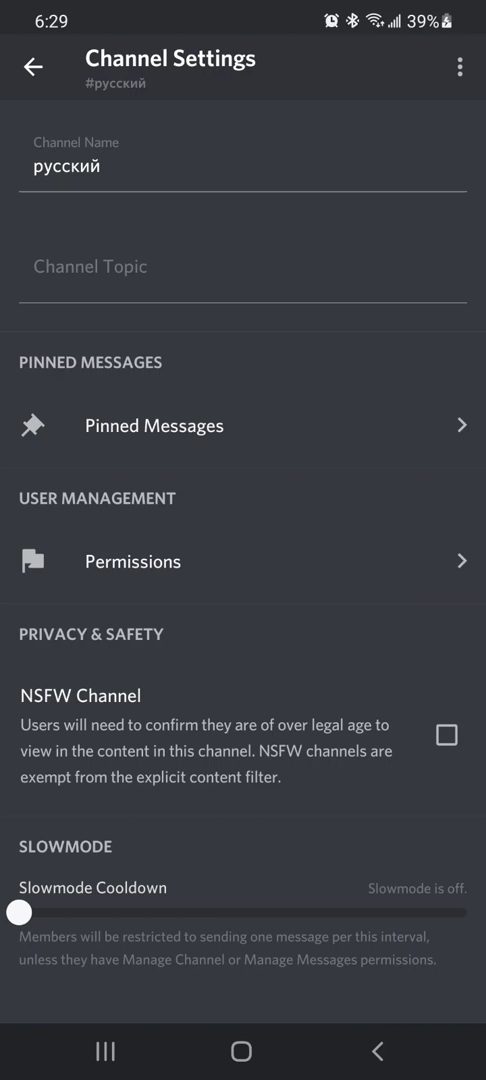 6:29
39%
Channel Settings
#русский
Channel Name
русский
Channel Topic
PINNED MESSAGES
Pinned Messages
USER MANAGEMENT
Permissions
PRIVACY & SAFETY
NSFW Channel
Users will need to confirm they are of over legal age to
view in the content in this channel. NSFW channels are
exempt from the explicit content filter.
SLOWMODE
Slowmode Cooldown
Slowmode is off.
Members will be restricted to sending one message per this interval,
unless they have Manage Channel or Manage Messages permissions.